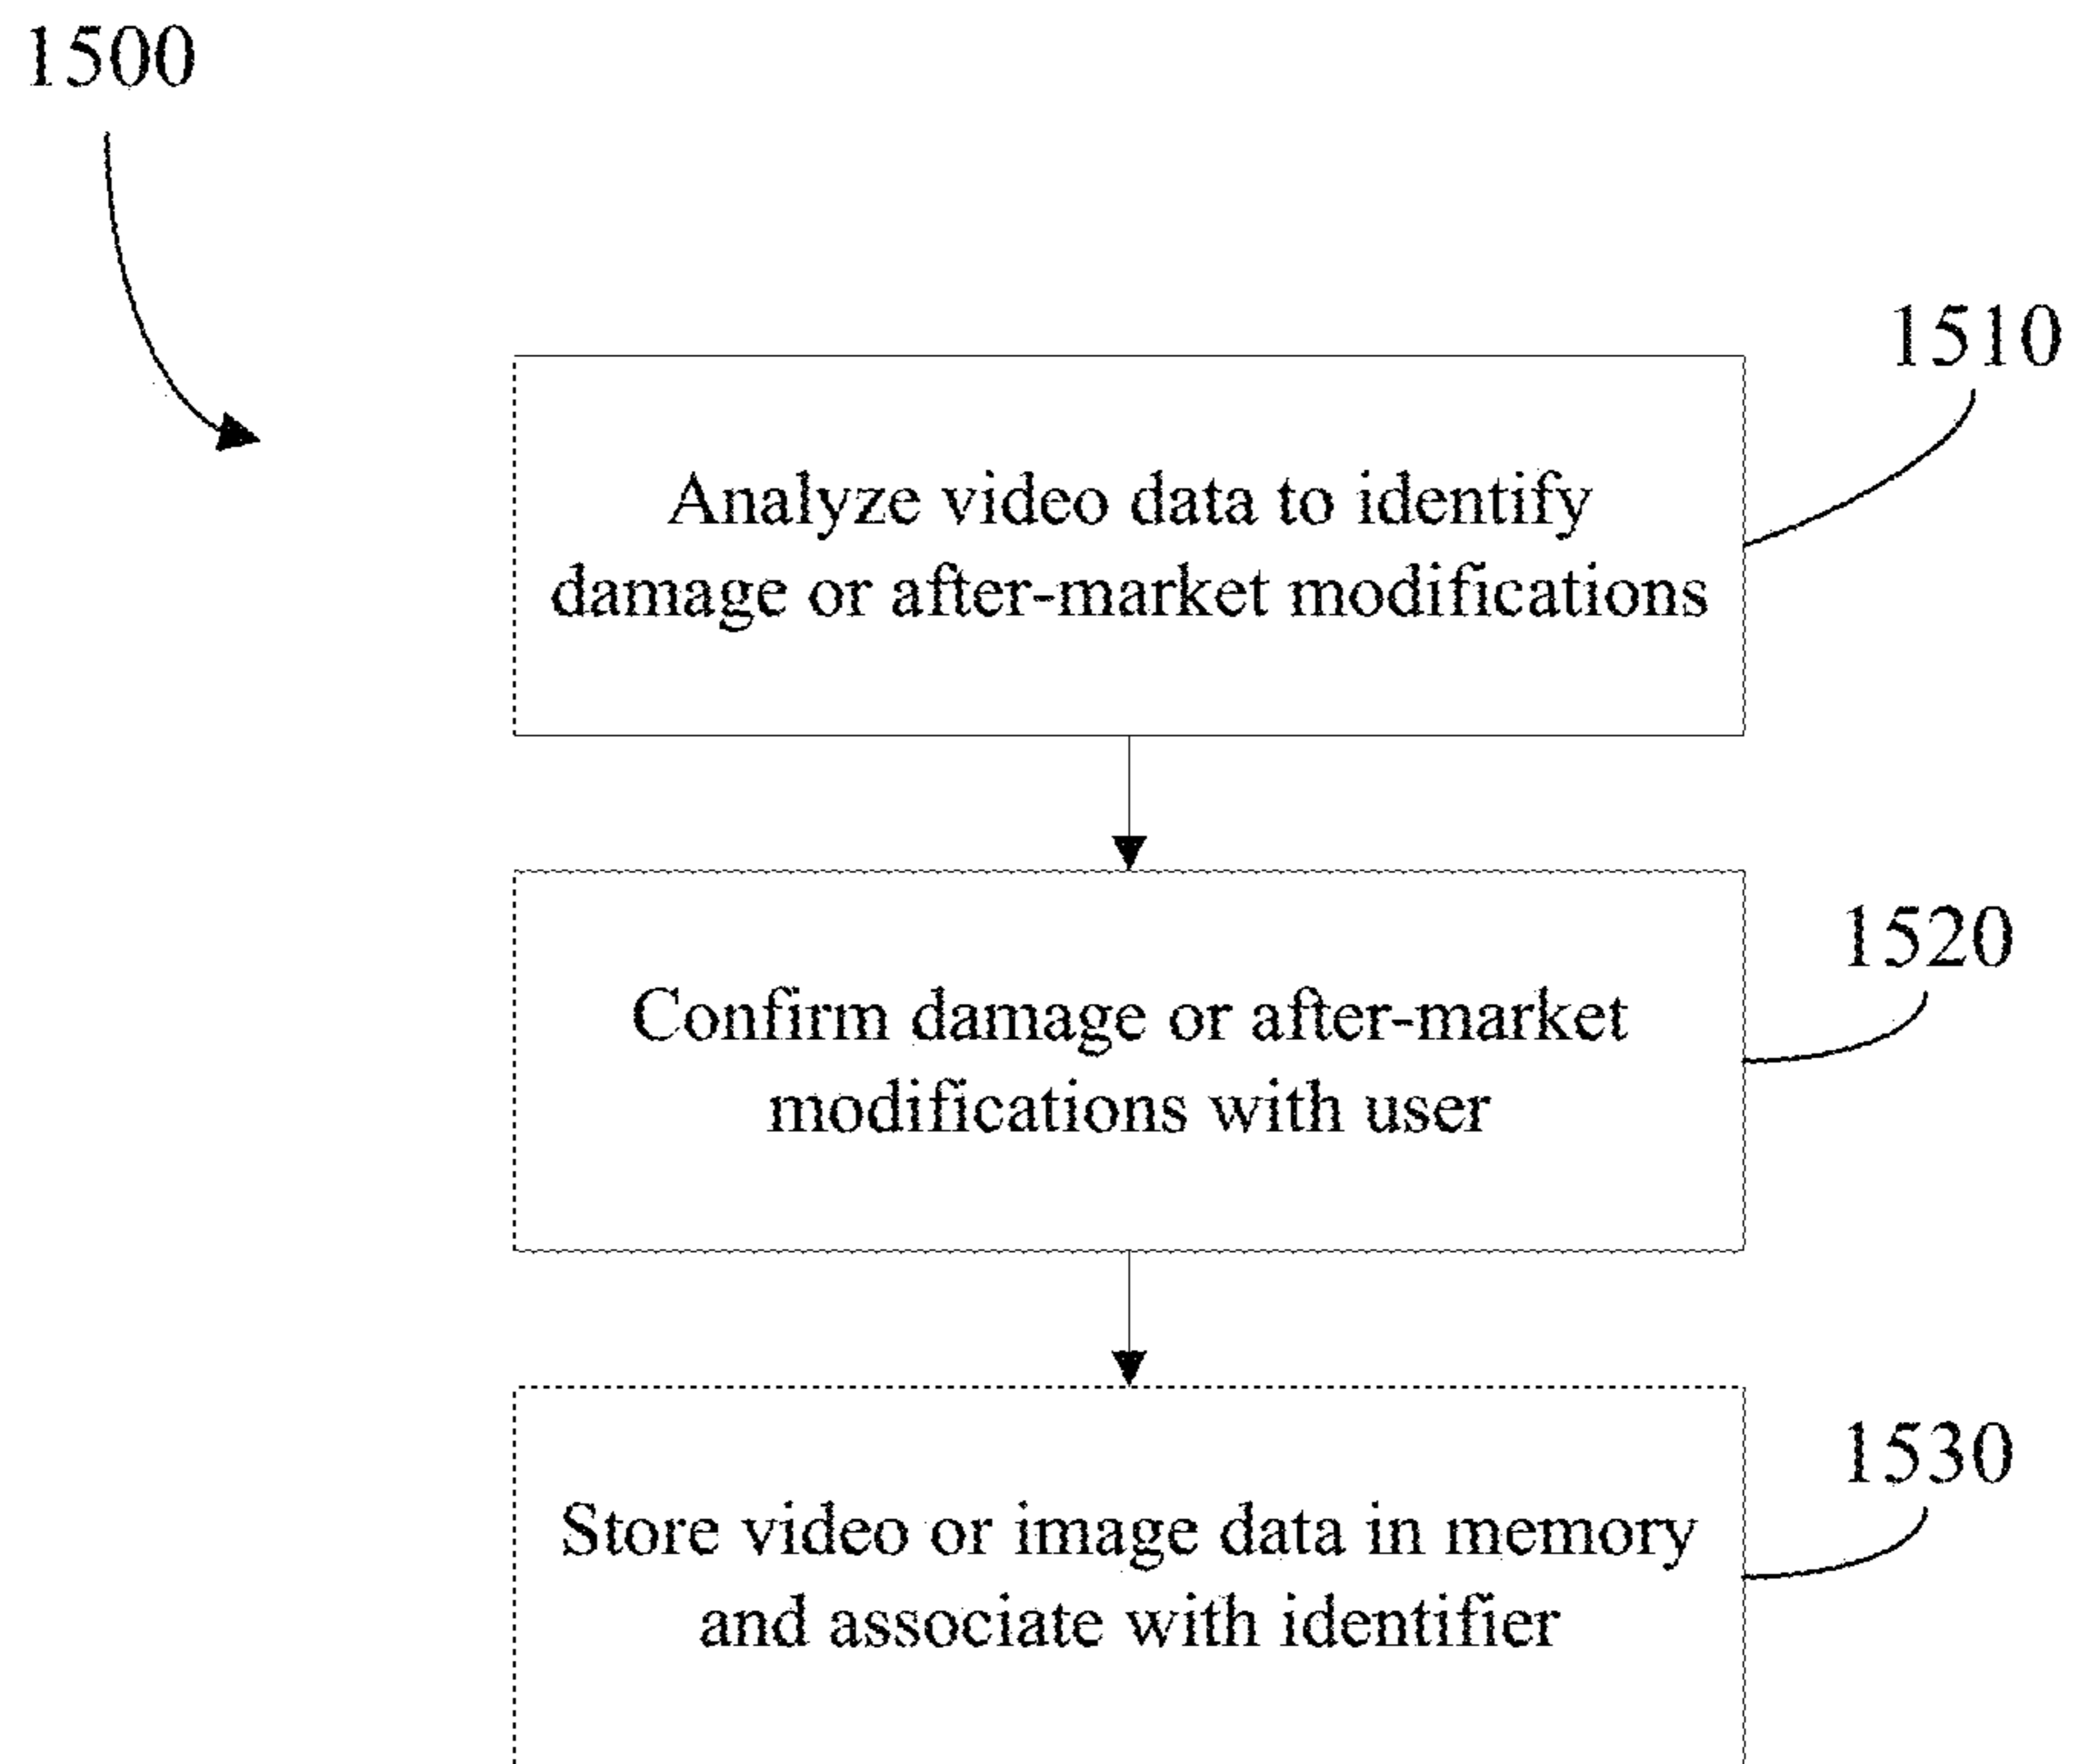 1500
1510
Analyze video data to identify
damage or after-market modifications
1520
Confirm damage or after-market
modifications with user
1530
Store video or image data in memory
and associate with identifier